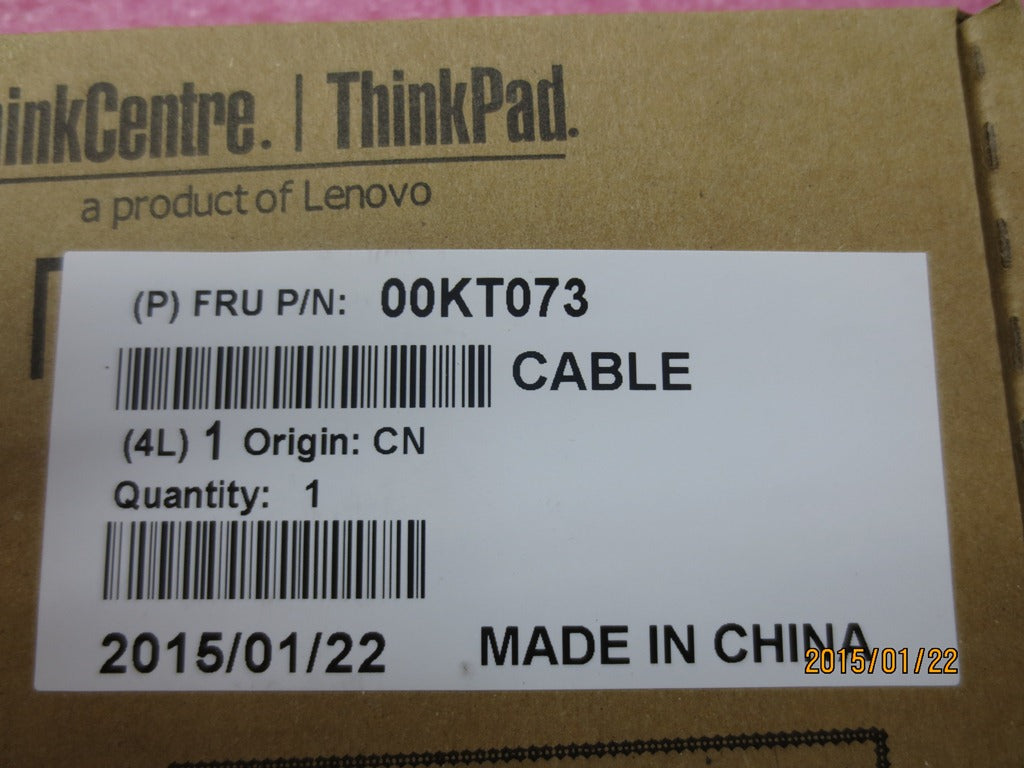 inkCentre. | ThinkPad.
a product of Lenovo
(P) FRU P/N: 00KT073
CABLE
(4L) 1 Origin: CN
Quantity: 1
2015/01/22 MADE IN CHINA
2015/01/22